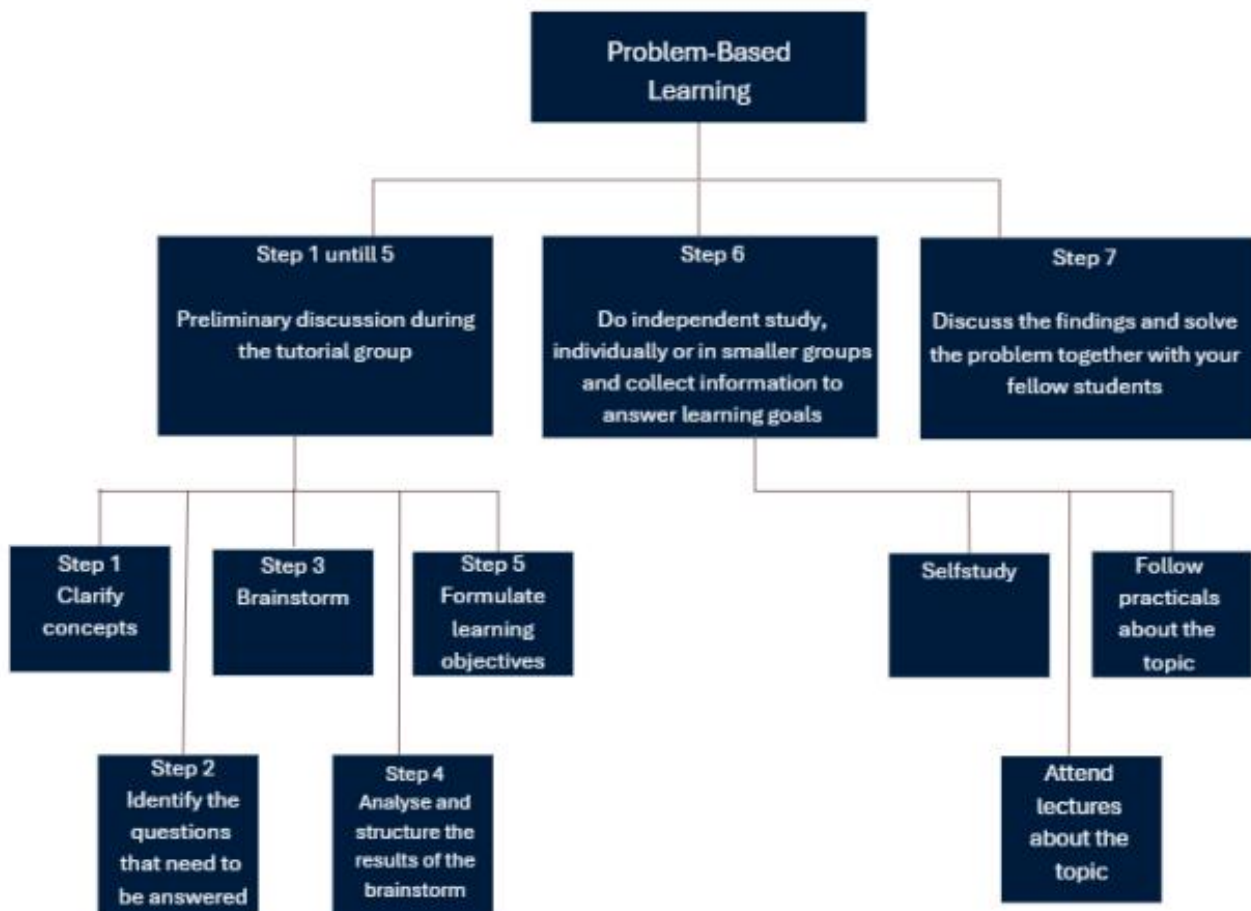 Problem-Based
Learning
Step 1 untill 5
Preliminary discussion during
the tutorial group
Step 6
Do independent study,
individually or in smaller groups
and collect information to
answer learning goals
Step 7
Discuss the findings and solve
the problem together with your
fellow students
Step 1
Clarify
concepts
Step 2
Identify the
questions
that need to
be answered
Step 3
Brainstorm
Step 4
Analyse and
structure the
results of the
brainstorm
Step 5
Formulate
learning
objectives
Selfstudy
Attend
lectures
about the
topic
Follow
practicals
about the
topic